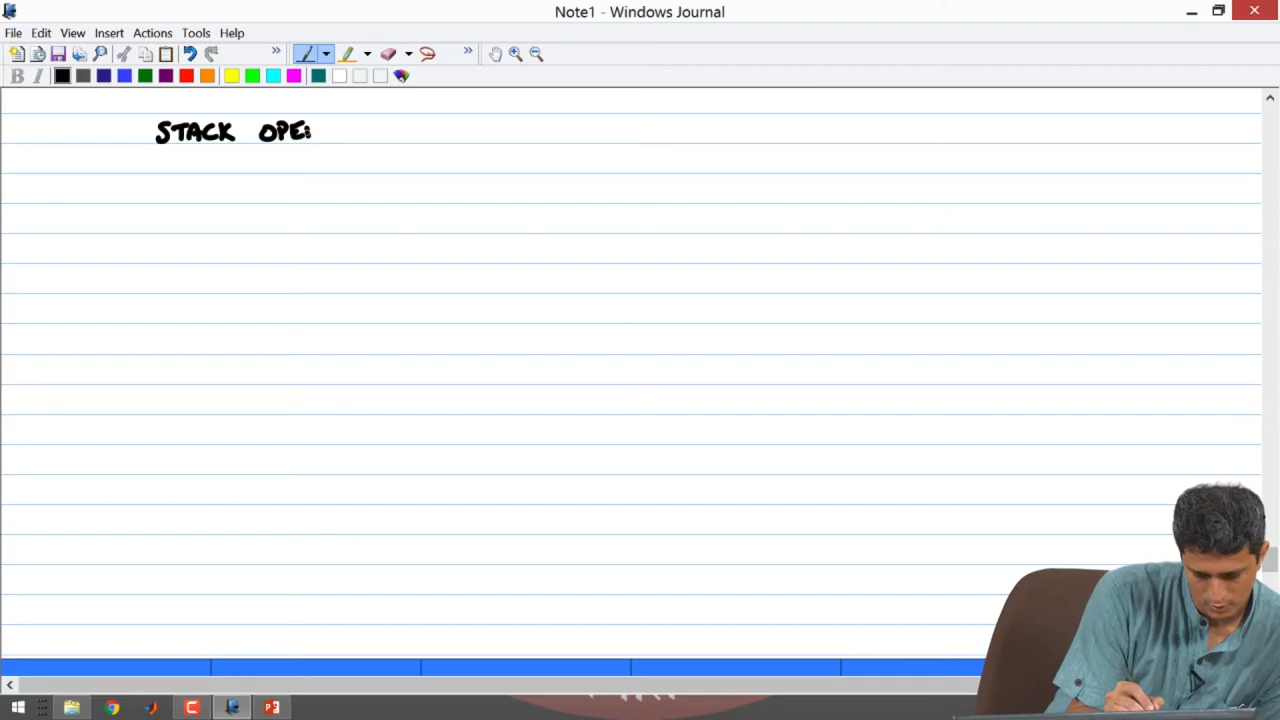 Note1 - Windows Journal
File Edit View Insert Actions Tools Help
B I
STACK OPE